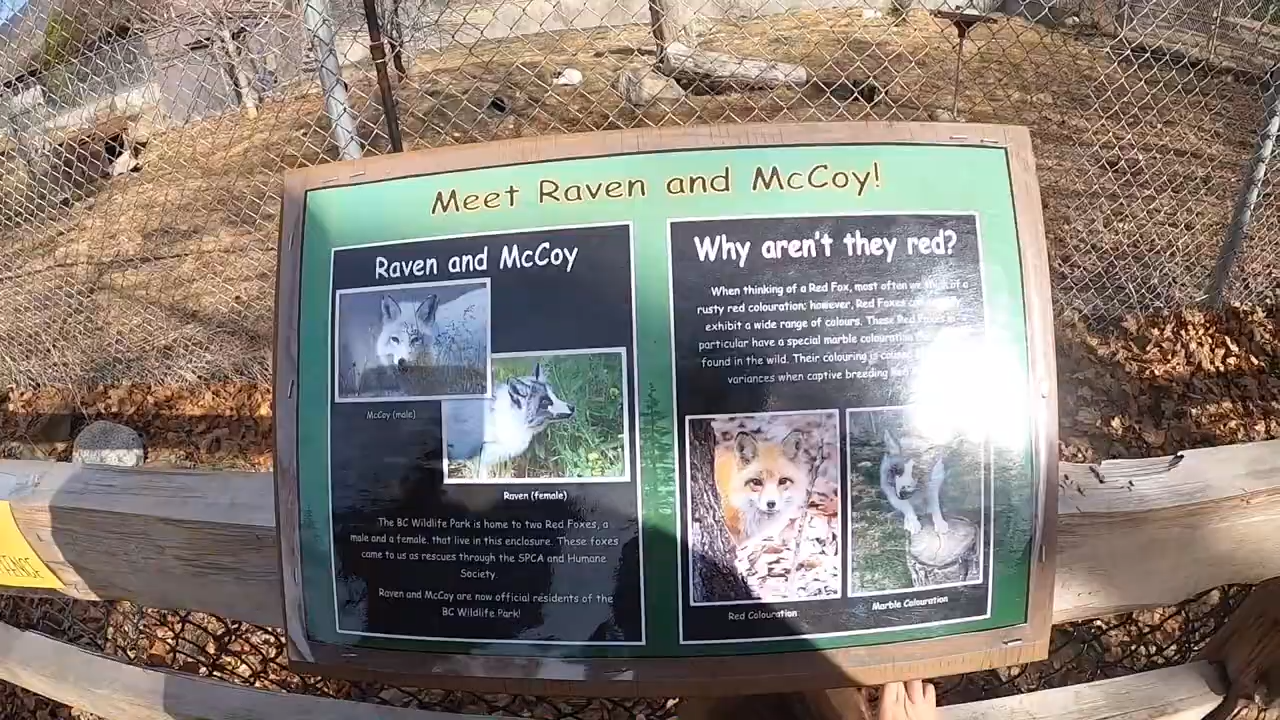 Meet Raven and McCoy!
Raven and McCoy
McCoy (male)
Raven (female)
The BC Wildlife Park is home to two Red Foxes, a
male and a female, that live in this enclosure. These foxes
came to us as rescues through the SPCA and Humane
Society.
Raven and McCoy are now official residents of the
BC Wildlife Park!
Why aren't they red?
When thinking of a Red Fox, most often we think of a
rusty red colouration; however, Red Foxes
exhibit a wide range of colours. These Red
particular have a special marble colouration
found in the wild. Their colouring is
variances when captive breeding
Red Colouration
Marble Colouration